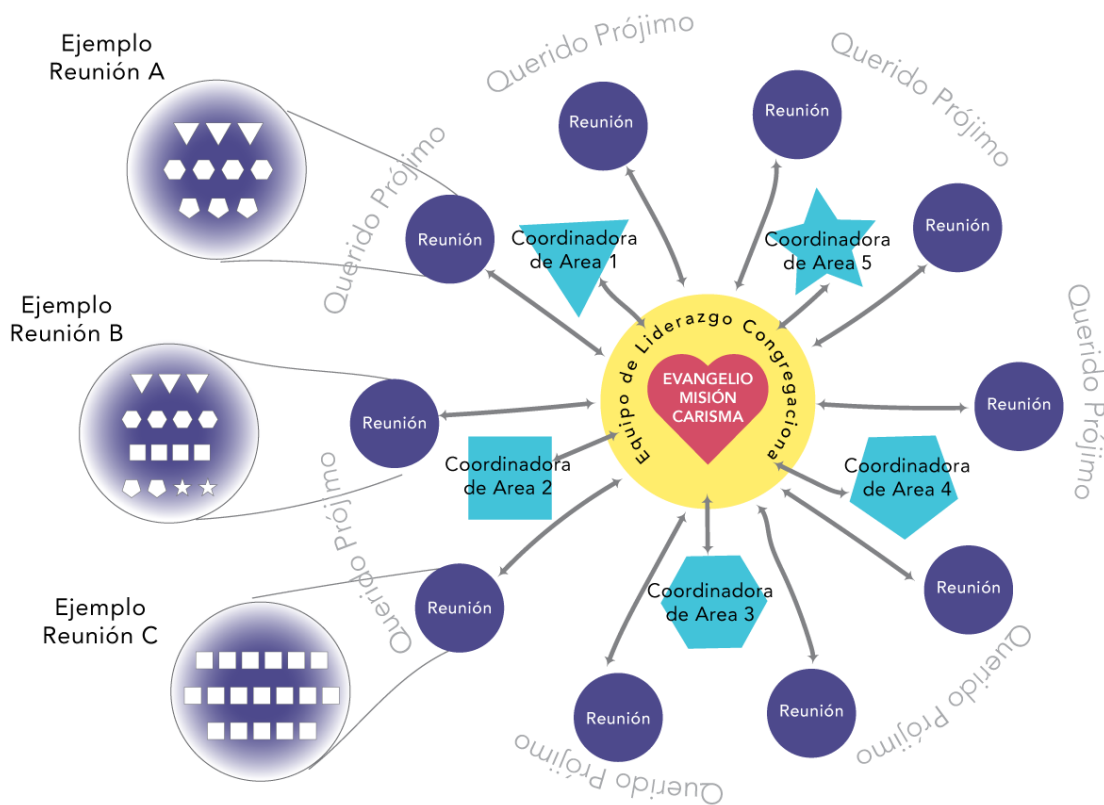 Querido Prójimo
Querido Prójimo
Ejemplo
Reunión A
Reunión
Reunión
Querido Prójimo
Reunión
Reunión
Coordinadora
de Area 1
Coordinadora
de Area 5
Ejemplo
Reunión B
Querido Prójimo
Equipo de Liderazgo Congregaciona
EVANGELIO
MISIÓN
CARISMA
Reunión
Reunión
Coordinadora
de Area 2
Coordinadora
de Area 4
Querido Prójimo
Ejemplo
Reunión C
Reunión
Coordinadora
de Area 3
Reunión
Querido Prójimo
Reunión
Reunión
Querido Prójimo